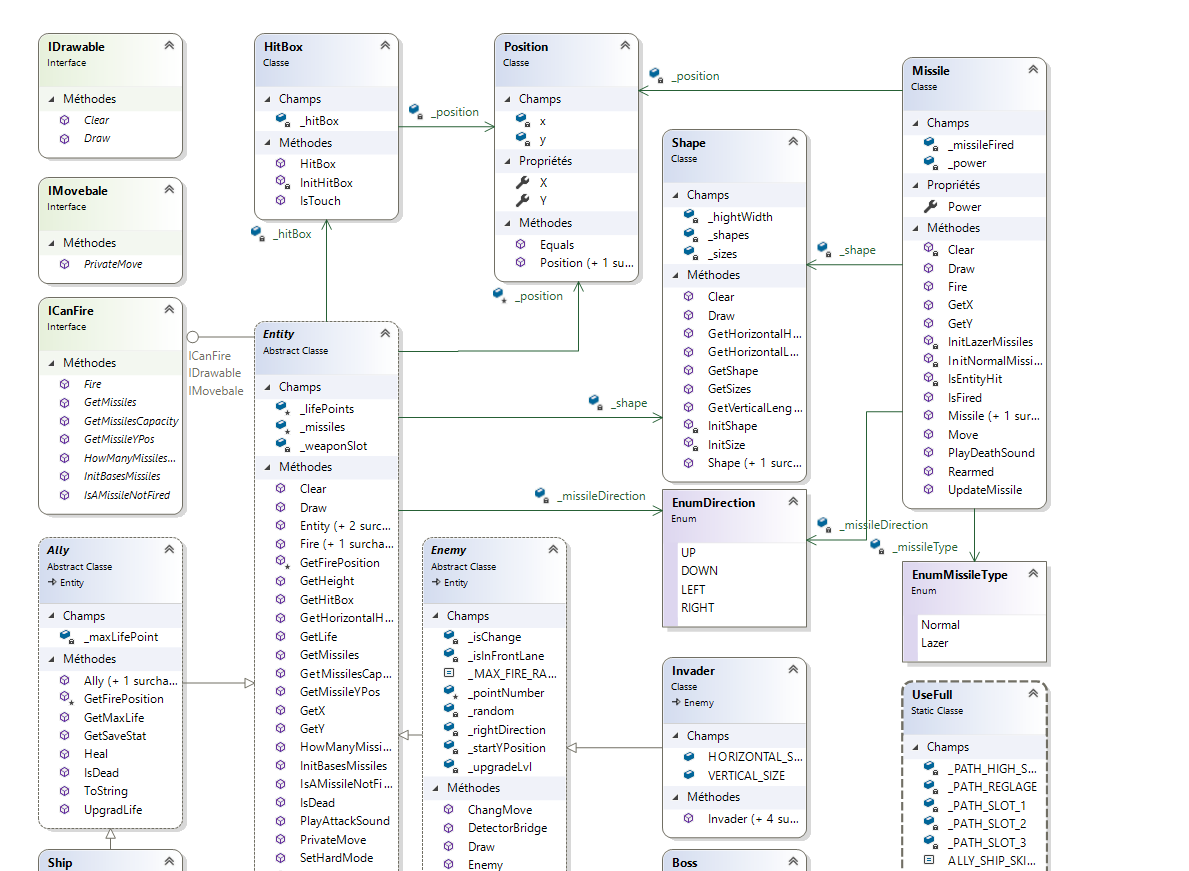 IDrawable
Interface
Méthodes
Clear
Draw
IMovebale
Interface
Méthodes
PrivateMove
ICanFire
Interface
Méthodes
Fire
GetMissiles
GetMissilesCapacity
GetMissileYPos
HowManyMissiles...
InitBasesMissiles
IsAMissileNotFired
ICanFire
IDrawable
IMovebale
Ally
Abstract Classe
Entity
Champs
_maxLifePoint
Méthodes
Ally (+ 1 surcha...
GetFirePosition
GetMaxLife
GetSaveStat
Heal
IsDead
ToString
UpgradLife
Ship
HitBox
Classe
Champs
_hitBox
Méthodes
HitBox
InitHitBox
IsTouch
_hitBox
_position
Entity
Abstract Classe
Champs
_lifePoints
_missiles
_weaponSlot
Méthodes
Clear
Draw
Entity (+ 2 surc...
Fire (+ 1 surcha...
GetFirePosition
GetHeight
GetHitBox
GetHorizontalH...
GetLife
GetMissiles
GetMissilesCap...
GetMissileYPos
GetX
GetY
HowManyMissi...
InitBasesMissiles
IsAMissileNotFi...
IsDead
PlayAttackSound
PrivateMove
SetHardMode
Position
Classe
Champs
x
y
Propriétés
X
Y
Méthodes
Equals
Position (+ 1 su...
_position
_position
_shape
_missileDirection
Enemy
Abstract Classe
Entity
Champs
_isChange
_isInFrontLane
_MAX_FIRE_RA...
_pointNumber
_random
_rightDirection
_startYPosition
_upgradeLvl
Méthodes
ChangMove
DetectorBridge
Draw
Enemy
Shape
Classe
Champs
_hightWidth
_shapes
_sizes
Méthodes
Clear
Draw
GetHorizontalH...
GetHorizontalL...
GetShape
GetSizes
GetVerticalLeng...
InitShape
InitSize
Shape (+ 1 surc...
EnumDirection
Enum
UP
DOWN
LEFT
RIGHT
Invader
Classe
Enemy
Champs
HORIZONTAL_S...
VERTICAL_SIZE
Méthodes
Invader (+ 4 su...
Boss
Missile
Classe
Champs
_missileFired
_power
Propriétés
Power
Méthodes
Clear
Draw
Fire
GetX
GetY
InitLazerMissiles
InitNormalMissi...
IsEntityHit
IsFired
Missile (+ 1 sur...
Move
PlayDeathSound
Rearmed
UpdateMissile
_shape
_missileDirection
_missileType
EnumMissileType
Enum
Normal
Lazer
UseFull
Static Classe
Champs
_PATH_HIGH_S...
_PATH_REGLAGE
_PATH_SLOT_1
_PATH_SLOT_2
_PATH_SLOT_3
ALLY_SHIP_SKI...